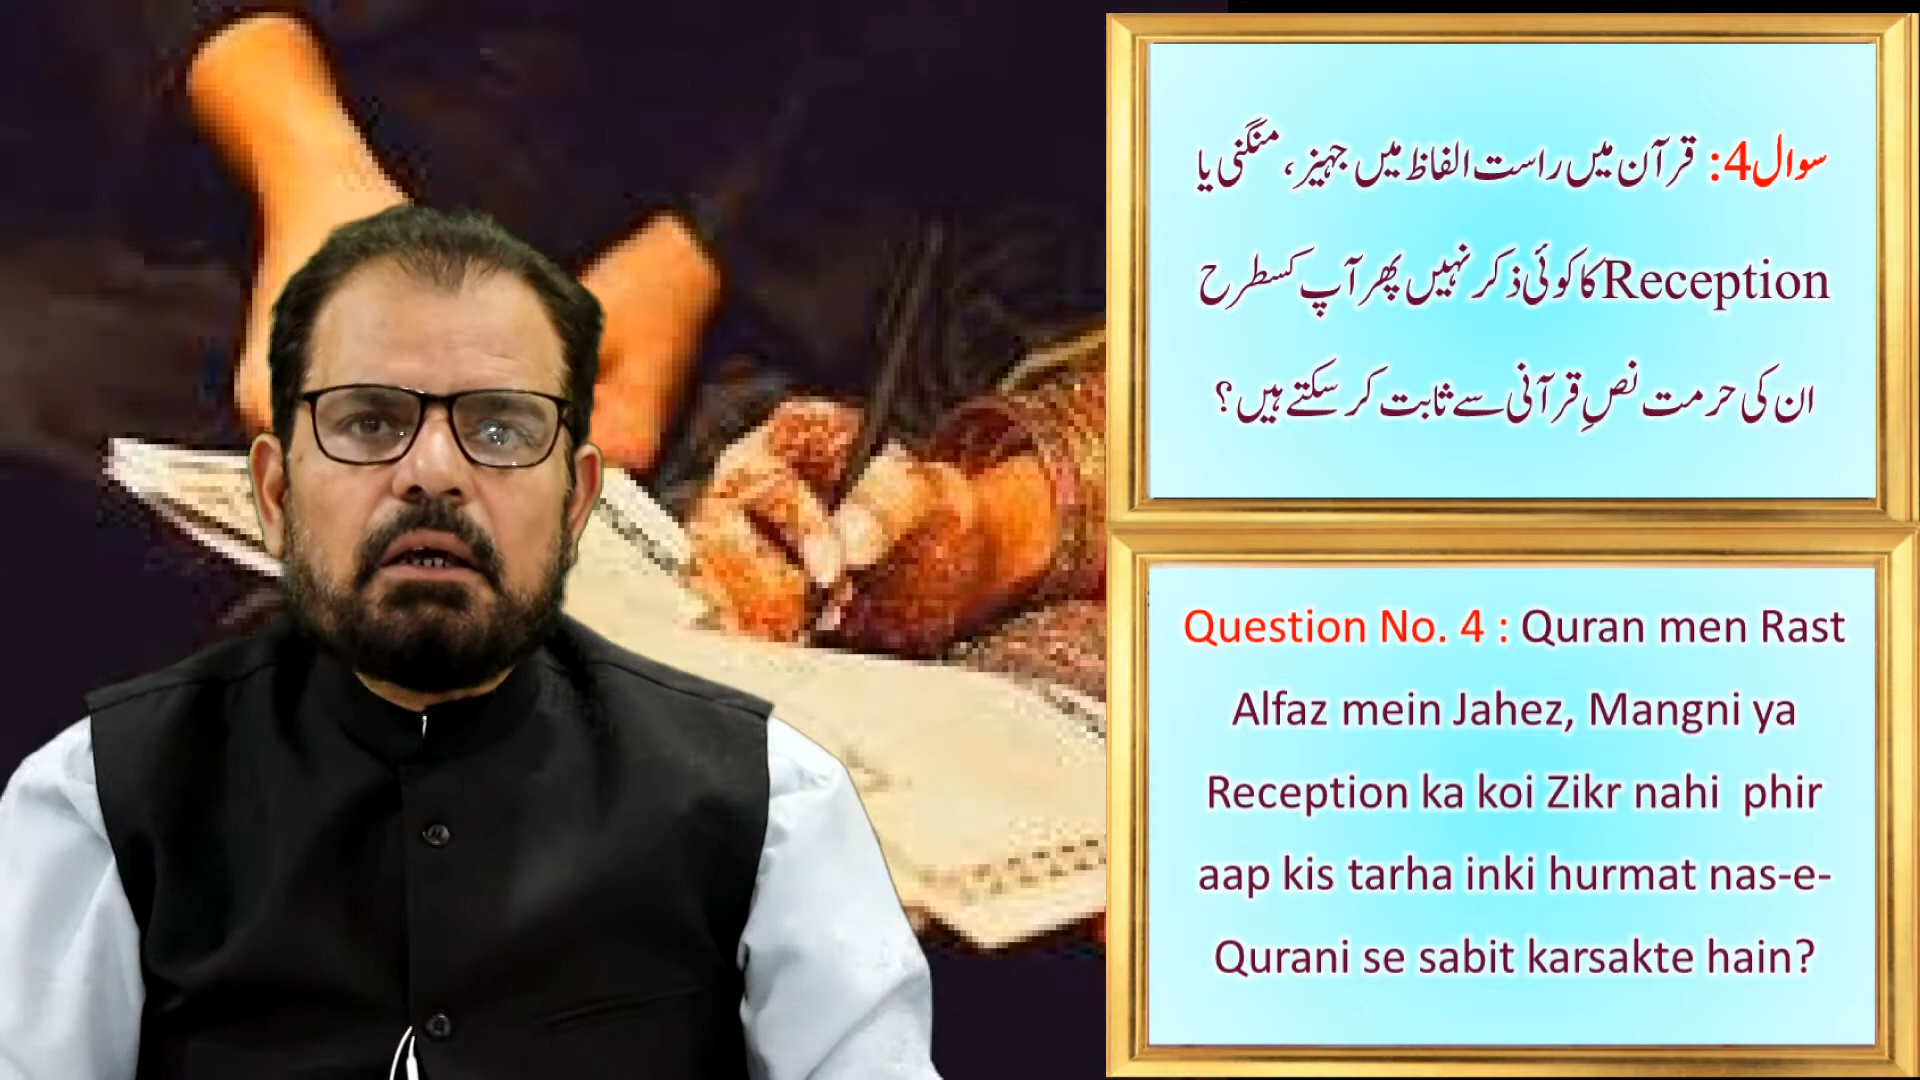 سوال4: قرآن میں راست الفاظ میں جہیز، منگنی یا
Reception کا کوئی ذکر نہیں پھر آپ کسطرح
ان کی حرمت نصِ قرآنی سے ثابت کر سکتے ہیں؟
Question No. 4 : Quran men Rast
Alfaz mein Jahez, Mangni ya
Reception ka koi Zikr nahi phir
aap kis tarha inki hurmat nas-e-
Qurani se sabit karsakte hain?